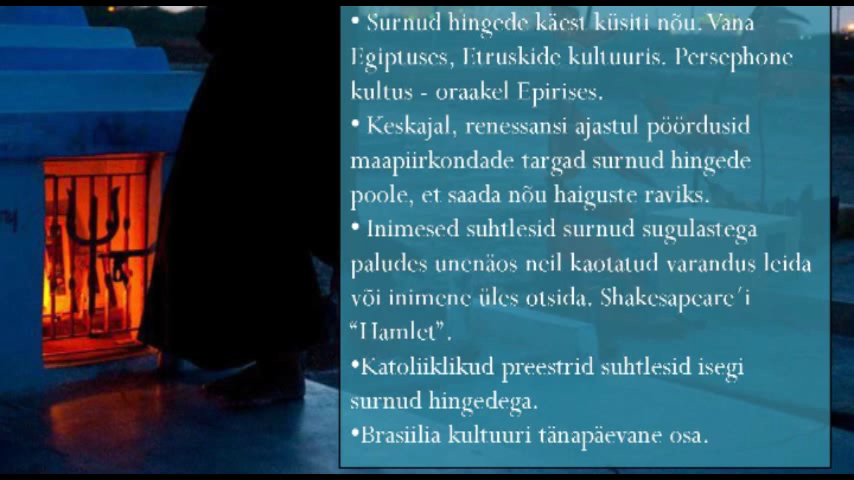 • Surnud hingede käest küsiti nõu. Vana
Egiptuses, Etruskide kultuuris. Persephone
kultus - oraakel Epirises.
• Keskajal, renessansi ajastul pöördusid
maapiirkondade targad surnud hingede
poole, et saada nõu haiguste raviks.
• Inimesed suhtlesid surnud sugulastega
paludes unenäos neil kaotatud varandus leida
või inimene üles otsida. Shakesapeare´i
“Hamlet”.
•Katoliiklikud preestrid suhtlesid isegi
surnud hingedega.
•Brasiilia kultuuri tänapäevane osa.